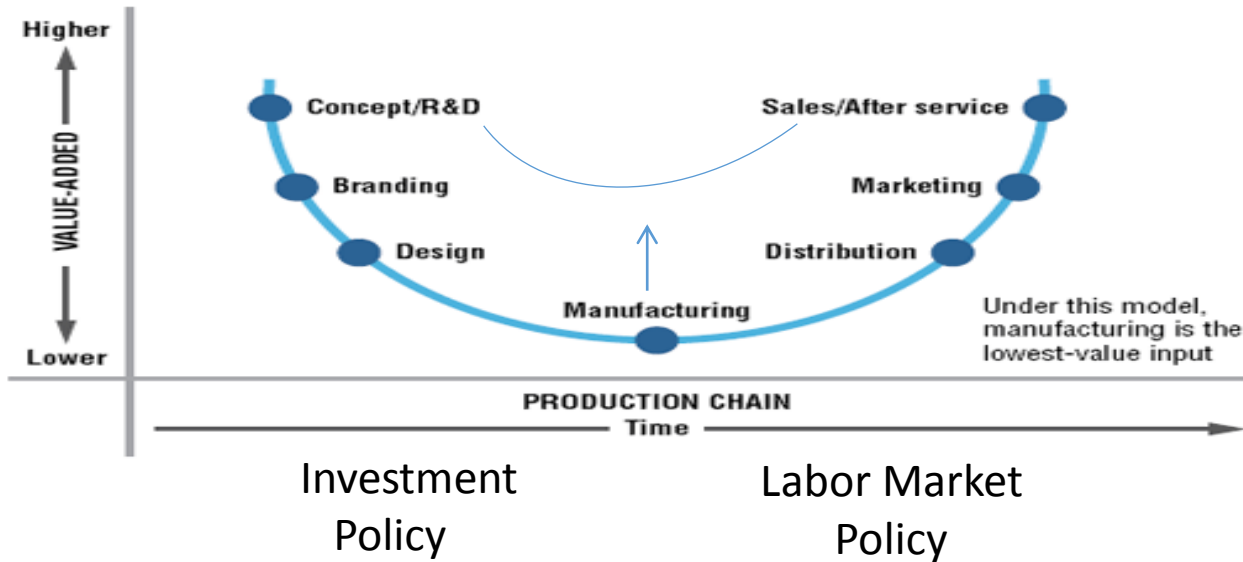 Higher
VALUE-ADDED
Lower
Concept/R&D
Branding
Design
Manufacturing
Sales/After service
Marketing
Distribution
Under this model,
manufacturing is the
lowest-value input
PRODUCTION CHAIN
Time
Investment
Policy
Labor Market
Policy